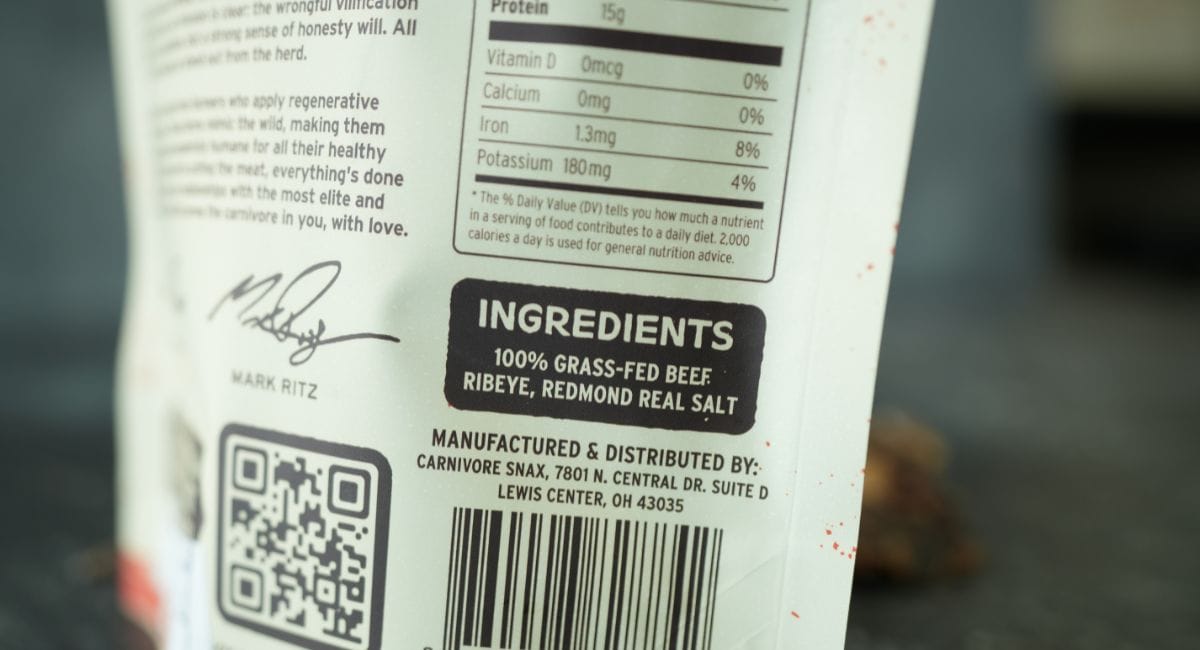 the wrongful vilification
sense of honesty will. All
from the herd.
who apply regenerative
the wild, making them
humane for all their healthy
the meat, everything's done
with the most elite and
carnivore in you, with love.
MARK RITZ
Protein 15g
Vitamin D 0mcg 0%
Calcium 0mg 0%
Iron 1.3mg 8%
Potassium 180mg 4%
* The % Daily Value (DV) tells you how much a nutrient
in a serving of food contributes to a daily diet. 2,000
calories a day is used for general nutrition advice.
INGREDIENTS
100% GRASS-FED BEEF
RIBEYE, REDMOND REAL SALT
MANUFACTURED & DISTRIBUTED BY:
CARNIVORE SNAX, 7801 N. CENTRAL DR. SUITE D
LEWIS CENTER, OH 43035